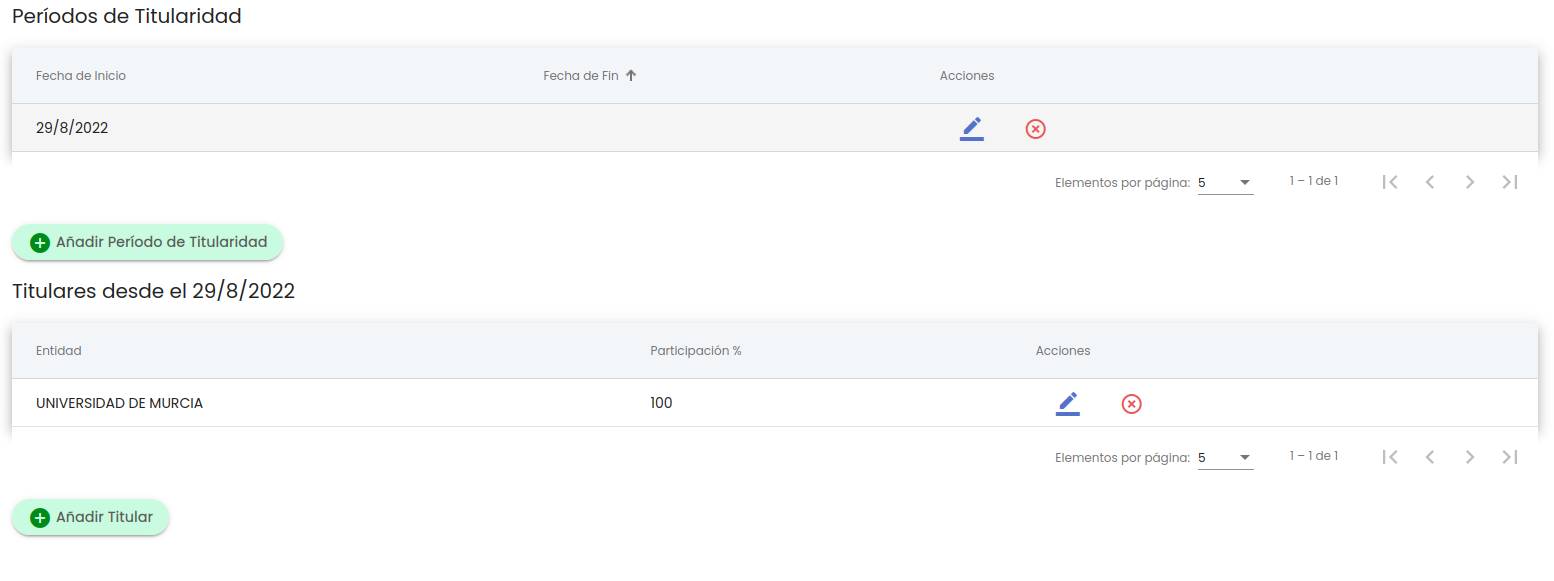 Períodos de Titularidad
Fecha de Inicio Fecha de Fin Acciones
29/8/2022
Elementos por página: 5 1 – 1 de 1
Añadir Período de Titularidad
Titulares desde el 29/8/2022
Entidad Participación % Acciones
UNIVERSIDAD DE MURCIA 100
Elementos por página: 5 1 – 1 de 1
Añadir Titular